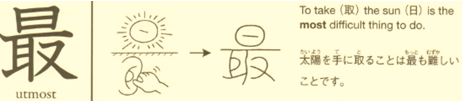 最
utmost
To take (取) the sun (日) is the
most difficult thing to do.
太陽を手に取ることは最も難しい
ことです。